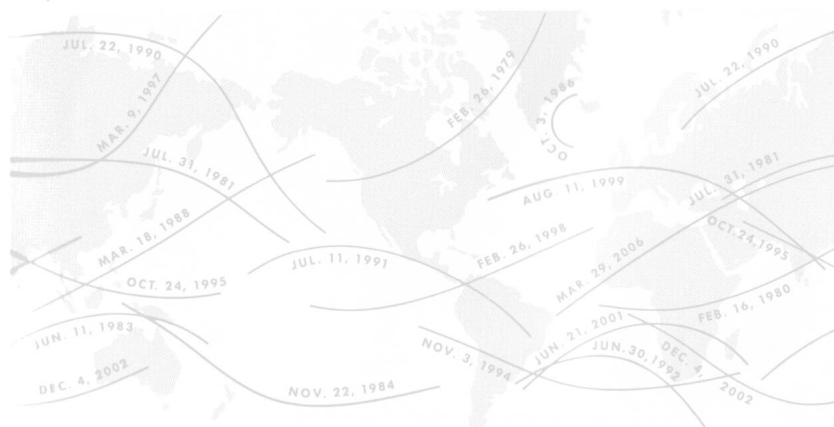 JUL. 22, 1990
MAR. 9, 1997
FEB. 26, 1979
OCT. 3, 1986
JUL. 22, 1990
JUL. 31, 1981
MAR. 18, 1988
AUG. 11, 1999
JUL. 31, 1981
OCT. 24, 1995
JUL. 11, 1991
FEB. 26, 1998
MAR. 29, 2006
OCT.24,1995
FEB. 16, 1980
JUN. 11, 1983
DEC. 4, 2002
NOV. 22, 1984
NOV. 3, 1994
JUN. 21, 2001
JUN.30,1992
DEC. 4, 2002